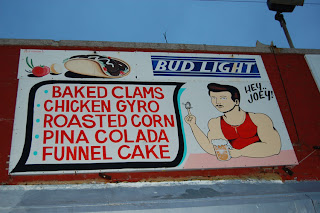 BUD LIGHT
HEY..
JOEY!
• BAKED CLAMS
• CHICKEN GYRO
• ROASTED CORN
• PINA COLADA
• FUNNEL CAKE